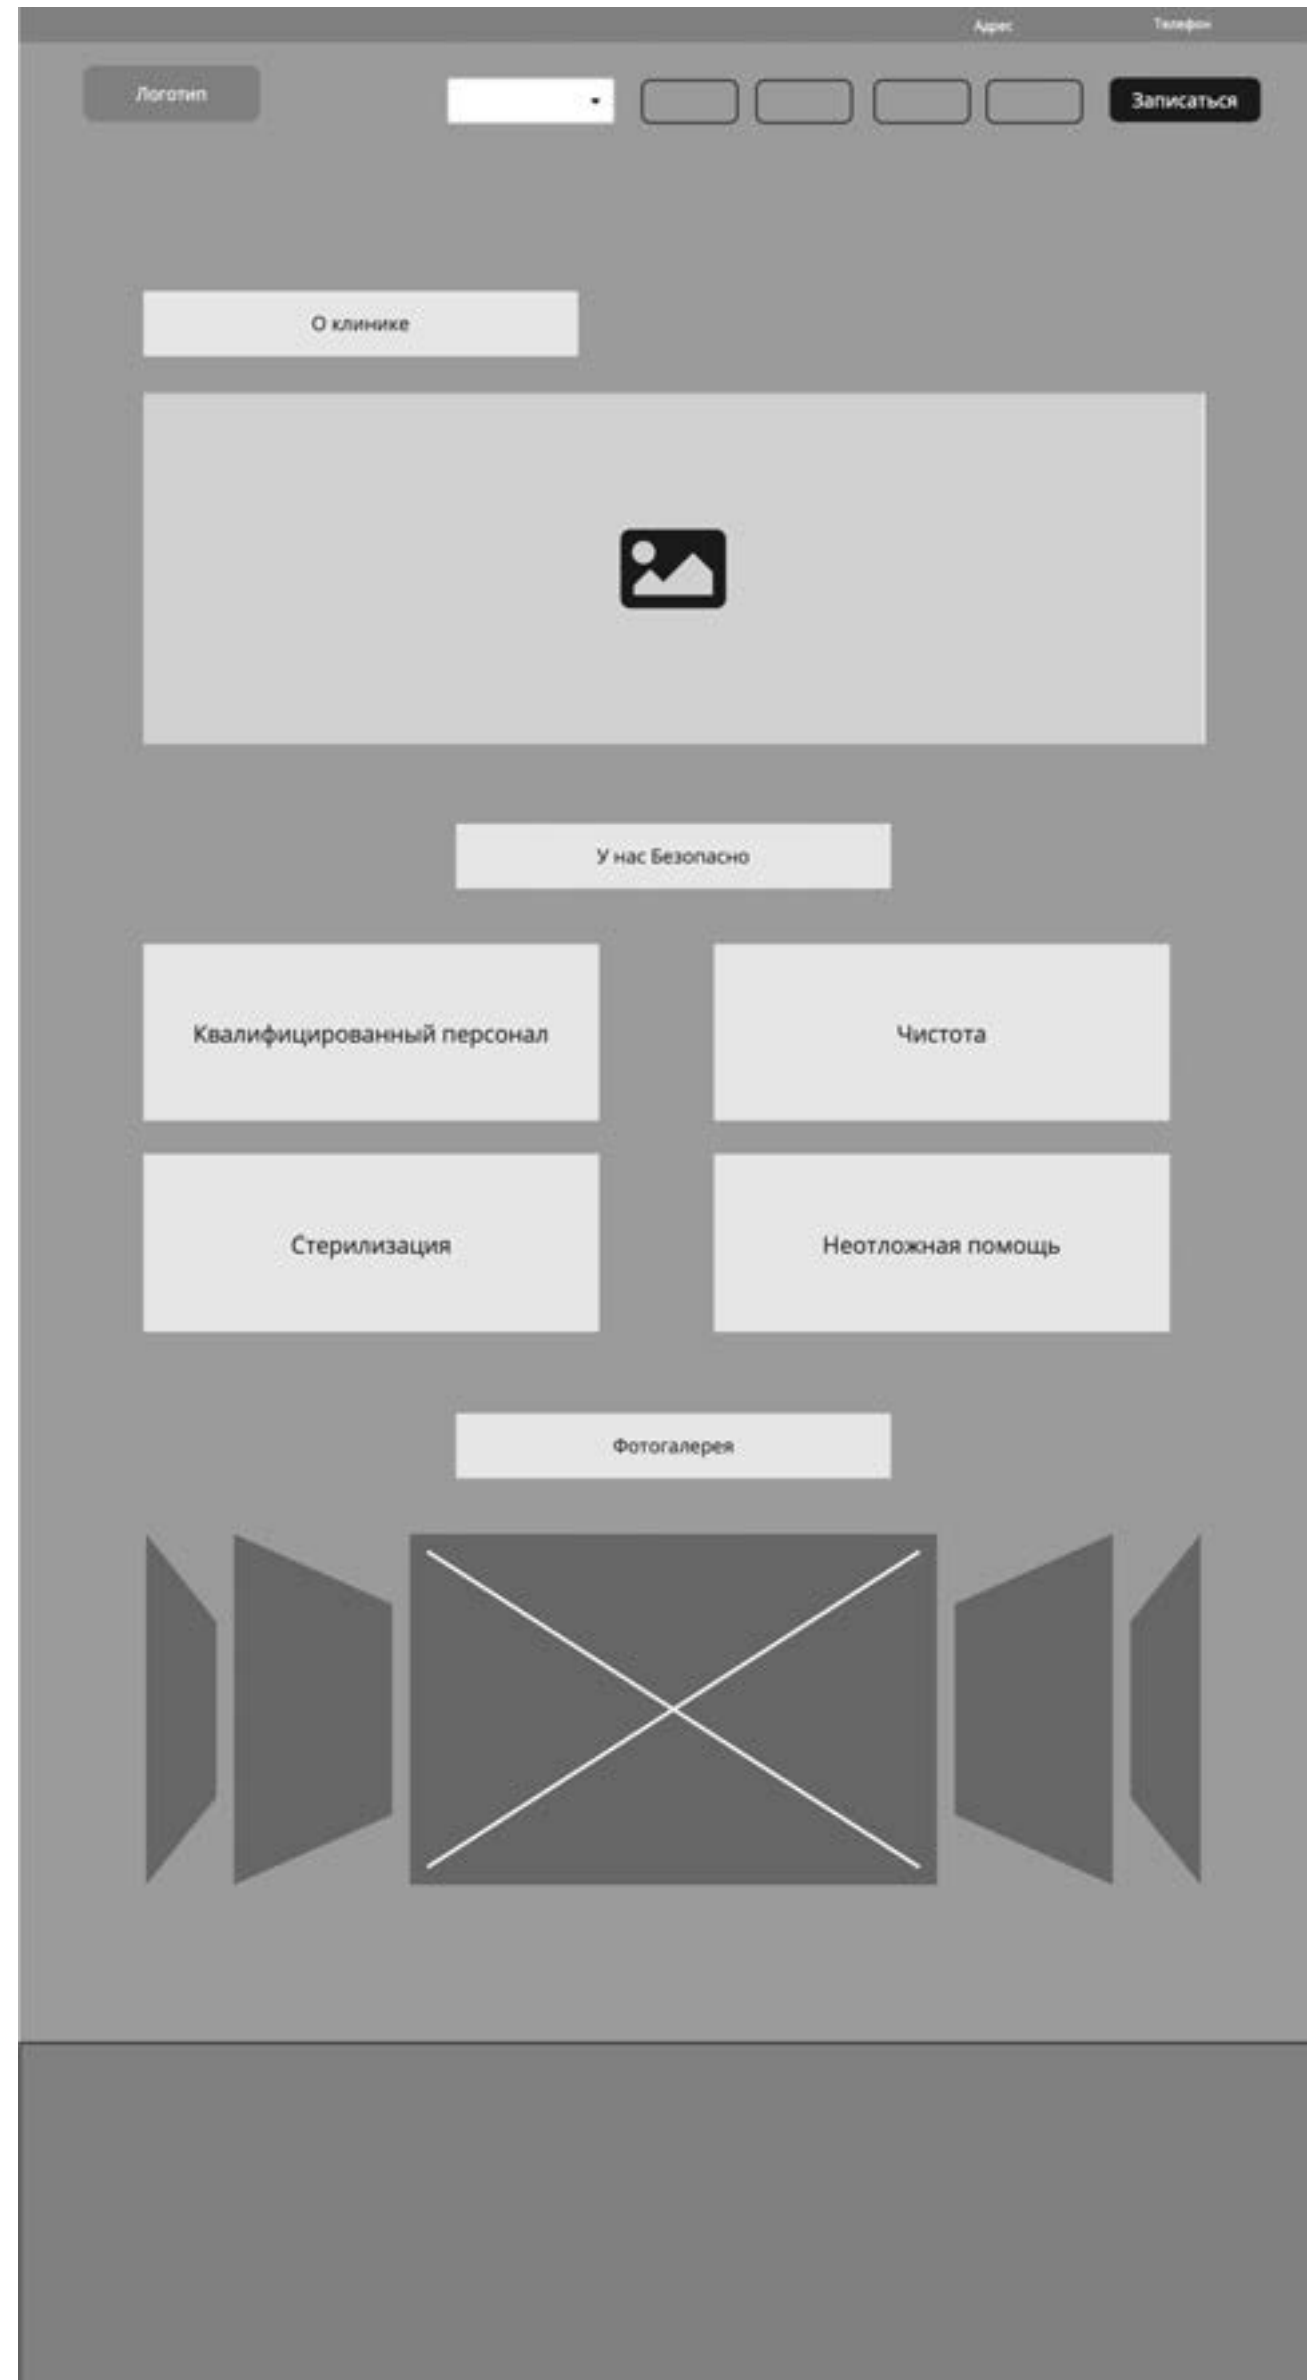 Адрес
Телефон
Логотип
Записаться
О клинике
У нас Безопасно
Квалифицированный персонал
Чистота
Стерилизация
Неотложная помощь
Фотогалерея